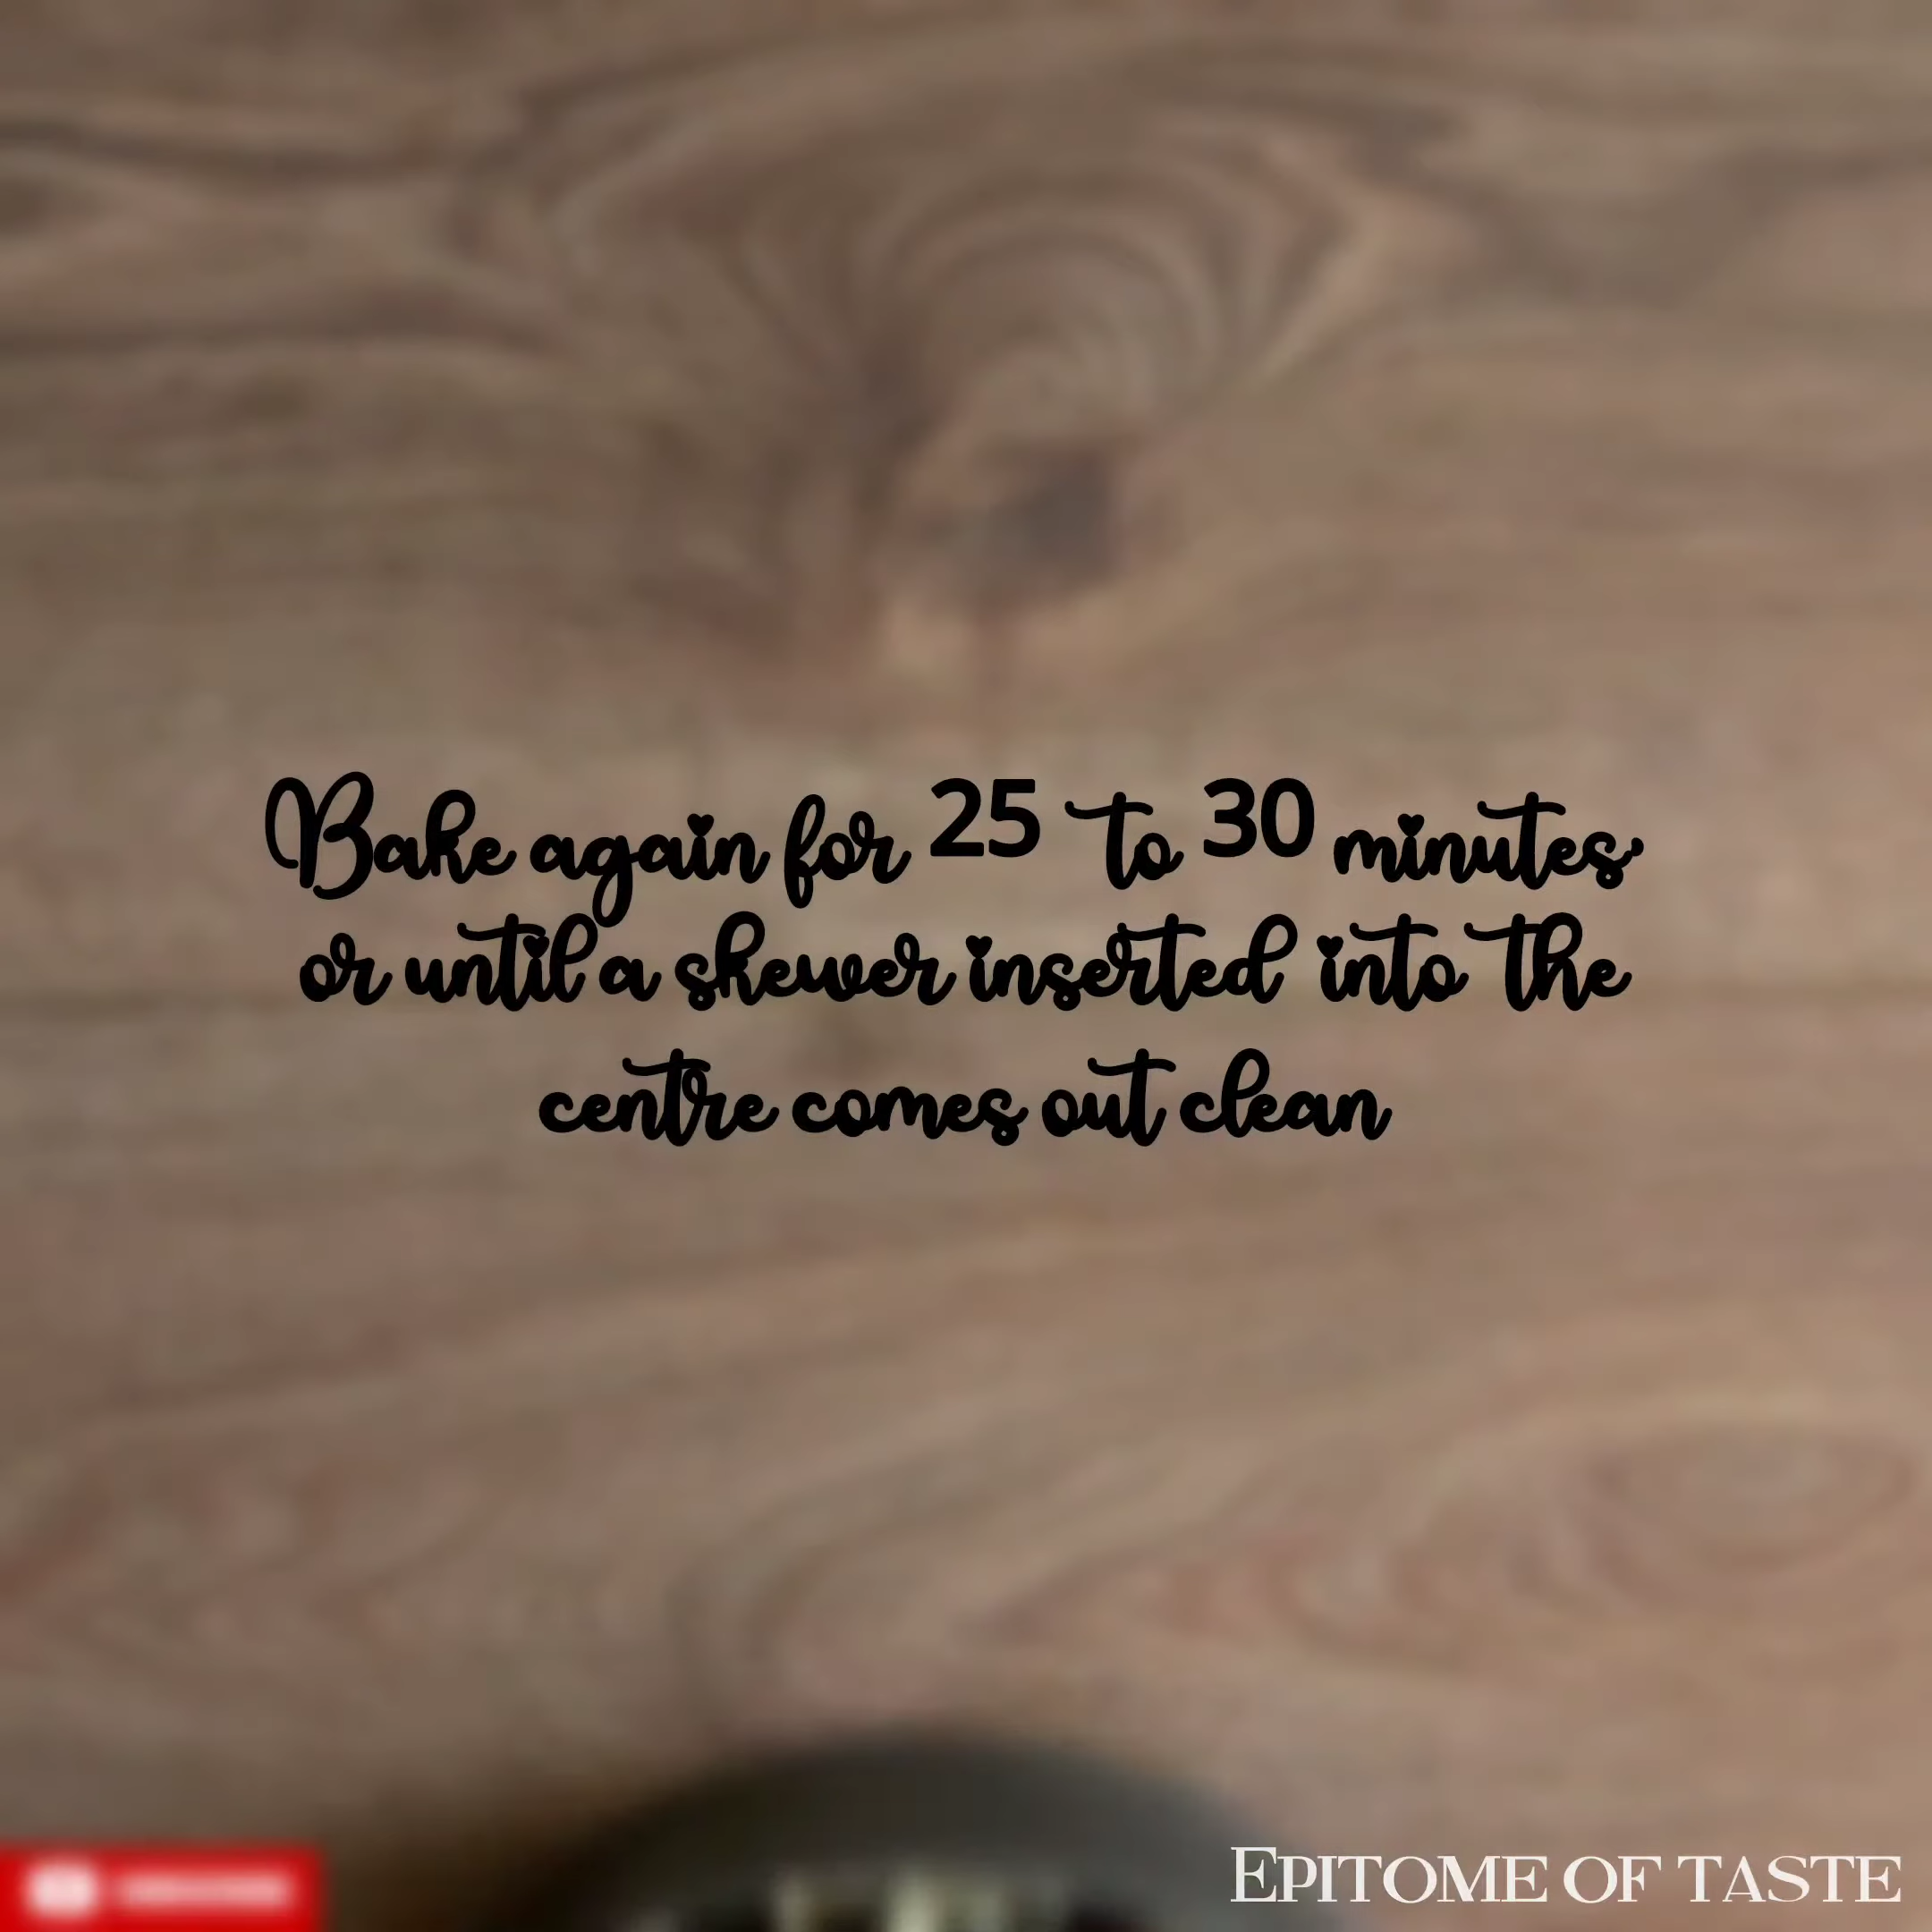 Bake again for 25 to 30 minutes
or until a skewer inserted into the
centre comes out clean
EPITOME OF TASTE